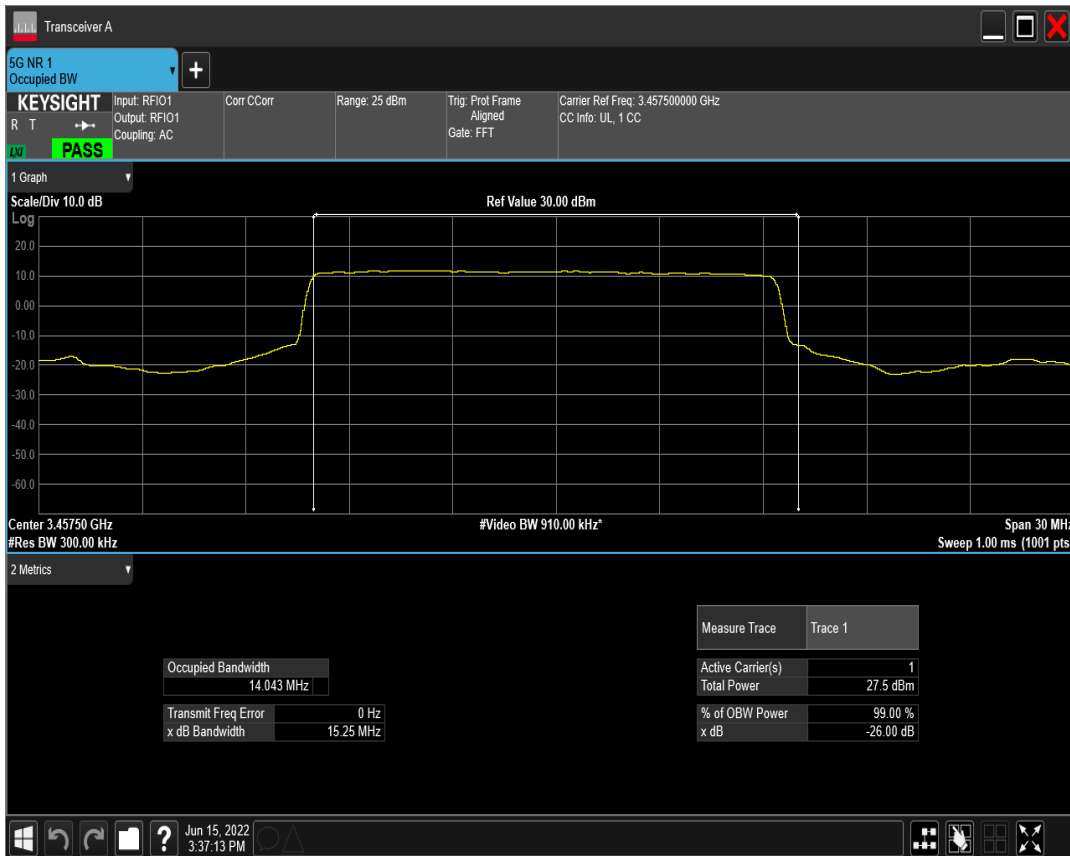 Transceiver A
5G NR 1
Occupied BW
KEYSIGHT
R T
LXI
PASS
Input: RFIO1
Output: RFIO1
Coupling: AC
Corr CCorr
Range: 25 dBm
Trig: Prot Frame
Aligned
Gate: FFT
Carrier Ref Freq: 3.457500000 GHz
CC Info: UL, 1 CC
1 Graph
Scale/Div 10.0 dB
Ref Value 30.00 dBm
Log
20.0
10.0
0.00
-10.0
-20.0
-30.0
-40.0
-50.0
-60.0
Center 3.45750 GHz
#Video BW 910.00 kHz*
Span 30 MHz
#Res BW 300.00 kHz
Sweep 1.00 ms (1001 pts
2 Metrics
Measure Trace Trace 1
Occupied Bandwidth
14.043 MHz
Active Carrier(s) 1
Total Power 27.5 dBm
Transmit Freq Error 0 Hz
x dB Bandwidth 15.25 MHz
% of OBW Power 99.00 %
x dB -26.00 dB
?
Jun 15, 2022
3:37:13 PM